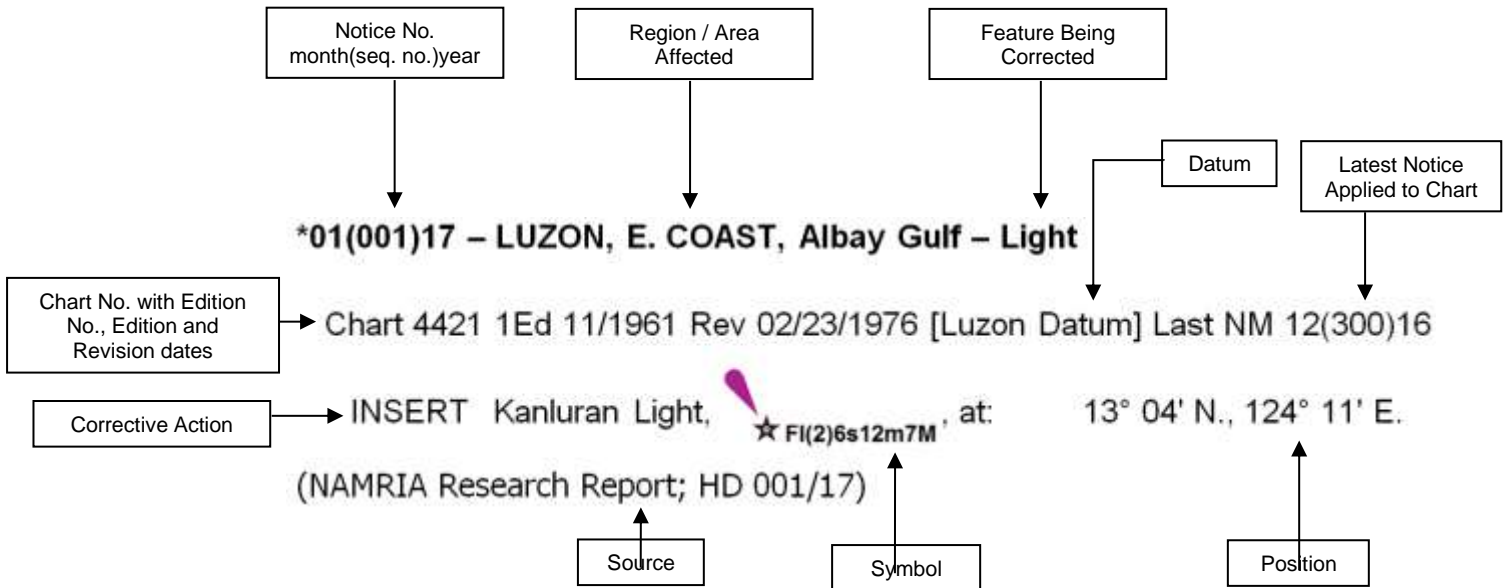 Notice No.
month(seq. no.)year
Region / Area
Affected
Feature Being
Corrected
Datum
Latest Notice
Applied to Chart
*01(001)17 – LUZON, E. COAST, Albay Gulf – Light
Chart No. with Edition
No., Edition and
Revision dates
Chart 4421 1Ed 11/1961 Rev 02/23/1976 [Luzon Datum] Last NM 12(300)16
Corrective Action
INSERT Kanluran Light, Fl(2)6s12m7M, at: 13° 04' N., 124° 11' E.
(NAMRIA Research Report; HD 001/17)
Source
Symbol
Position